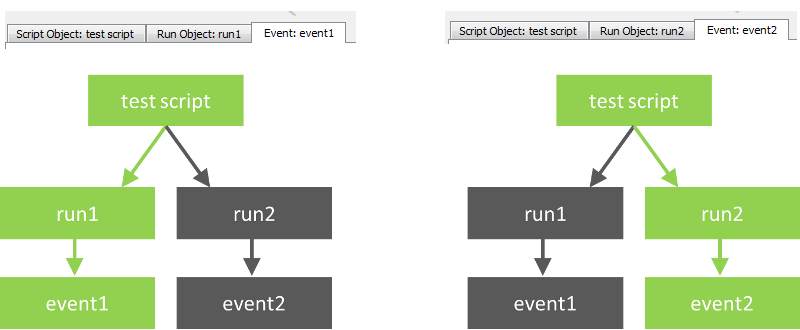 Script Object: test script Run Object: run1 Event: event1
test script
run1 run2
event1 event2
Script Object: test script Run Object: run2 Event: event2
test script
run1 run2
event1 event2